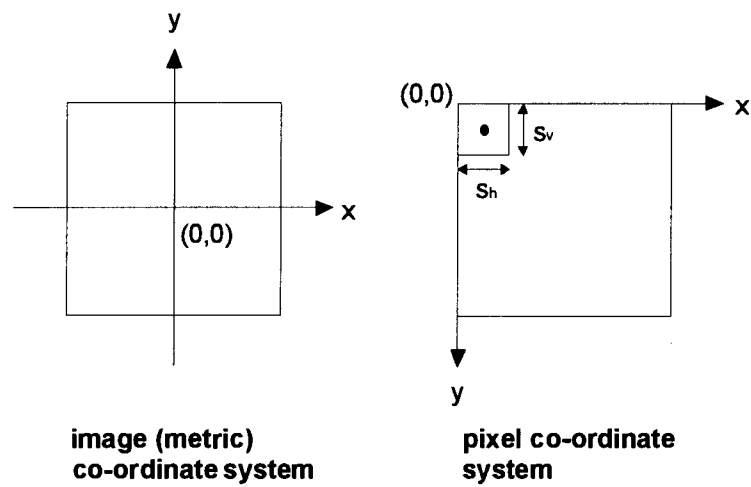 y
x
(0,0)
image (metric)
co-ordinate system
(0,0)
x
Sv
Sh
y
pixel co-ordinate
system